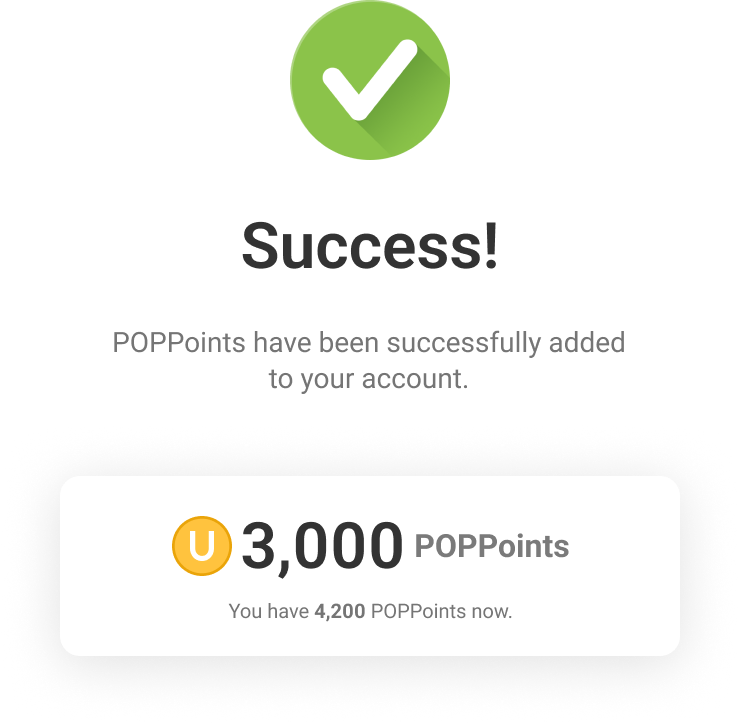 Success!
POPPoints have been successfully added
to your account.
U 3,000 POPPoints
You have 4,200 POPPoints now.